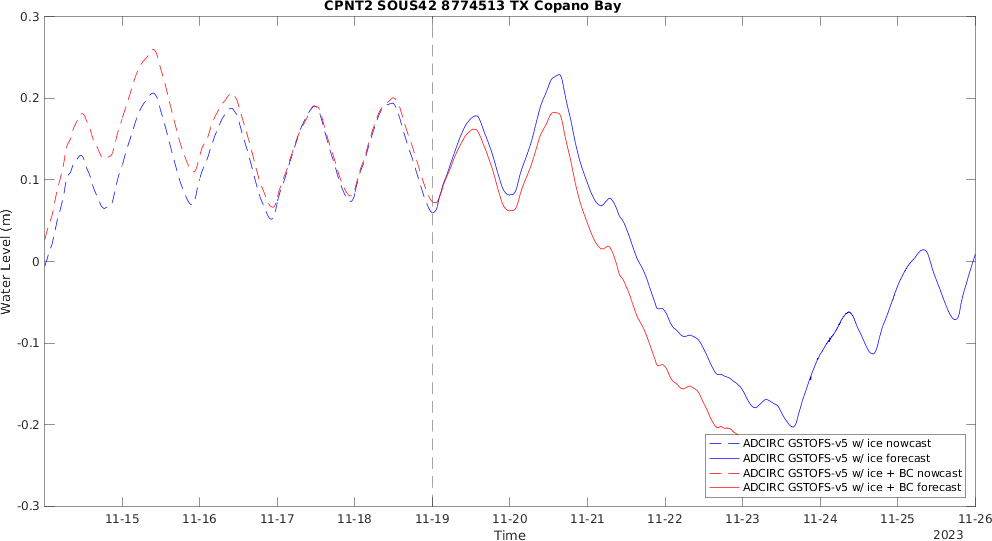 CPNT2 SOUS42 8774513 TX Copano Bay
0.3
0.2
0.1
0
-0.1
-0.2
-0.3
Water Level (m)
ADCIRC GSTOFS-v5 w/ ice nowcast
ADCIRC GSTOFS-v5 w/ ice forecast
ADCIRC GSTOFS-v5 w/ ice + BC nowcast
ADCIRC GSTOFS-v5 w/ ice + BC forecast
11-15 11-16 11-17 11-18 11-19 11-20 11-21 11-22 11-23 11-24 11-25 11-26
Time
2023